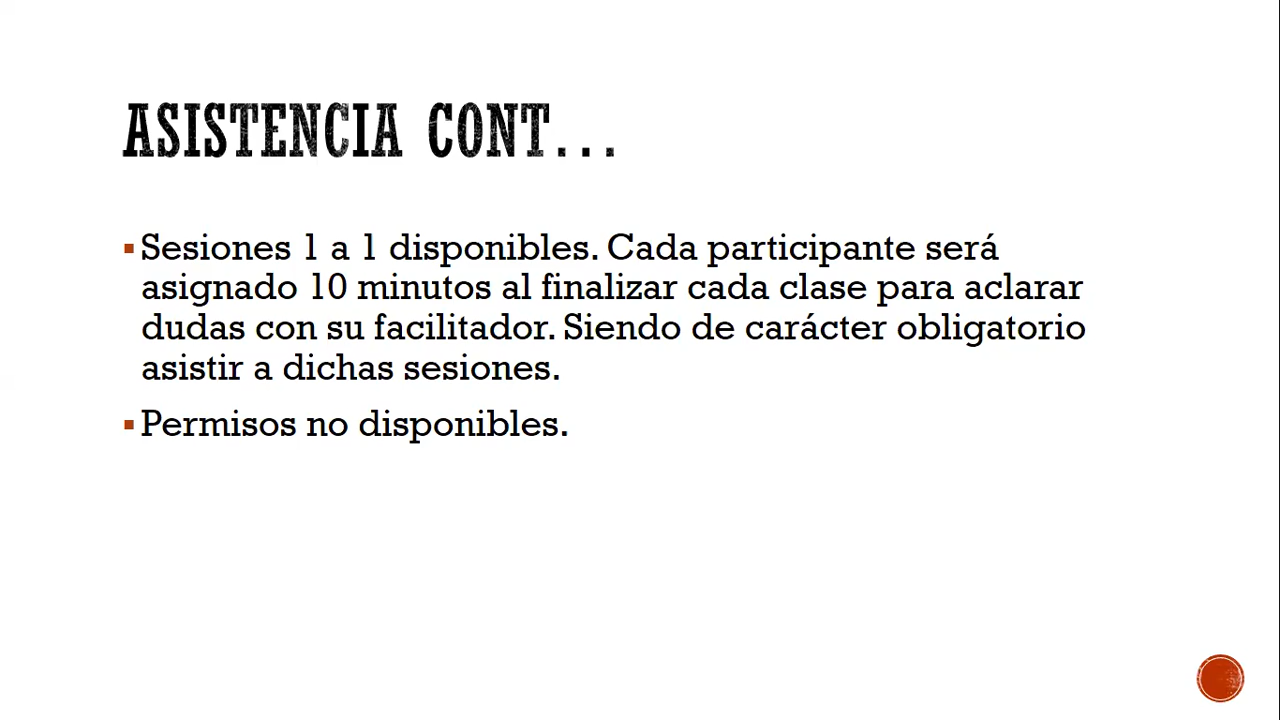 ASISTENCIA CONT...
Sesiones 1 a 1 disponibles. Cada participante será
asignado 10 minutos al finalizar cada clase para aclarar
dudas con su facilitador. Siendo de carácter obligatorio
asistir a dichas sesiones.
Permisos no disponibles.